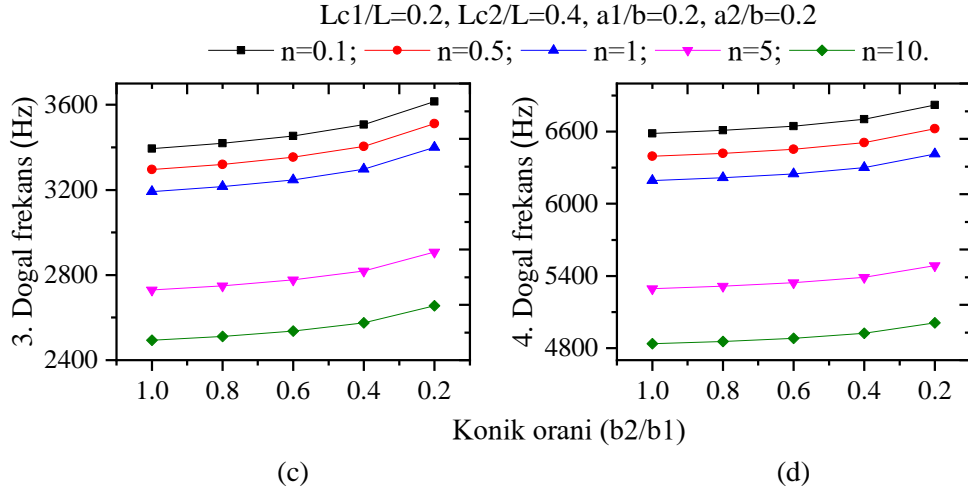 Lc1/L=0.2, Lc2/L=0.4, a1/b=0.2, a2/b=0.2
n=0.1; n=0.5; n=1; n=5; n=10.
3. Dogal frekans (Hz)
3600
3200
2800
2400
1.0 0.8 0.6 0.4 0.2
4. Dogal frekans (Hz)
6600
6000
5400
4800
1.0 0.8 0.6 0.4 0.2
Konik orani (b2/b1)
(c) (d)